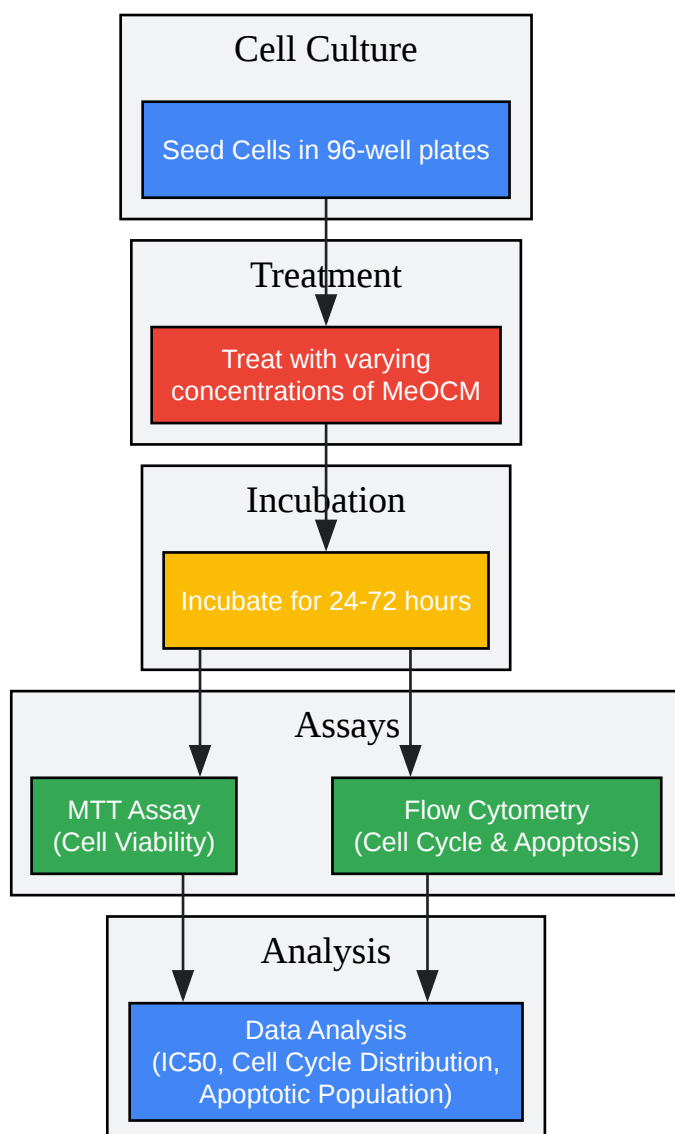 Cell Culture
Seed Cells in 96-well plates
Treatment
Treat with varying
concentrations of MeOCM
Incubation
Incubate for 24-72 hours
Assays
MTT Assay
(Cell Viability)
Flow Cytometry
(Cell Cycle & Apoptosis)
Analysis
Data Analysis
(IC50, Cell Cycle Distribution,
Apoptotic Population)